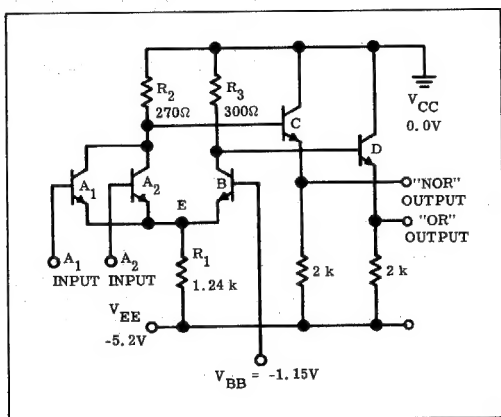 R2
270Ω
R3
300Ω
C
VCC
0.0V
D
A1
A2
B
E
"NOR"
OUTPUT
"OR"
OUTPUT
A1
INPUT
A2
INPUT
R1
1.24 k
2 k
2 k
VEE
-5.2V
VBB = -1.15V